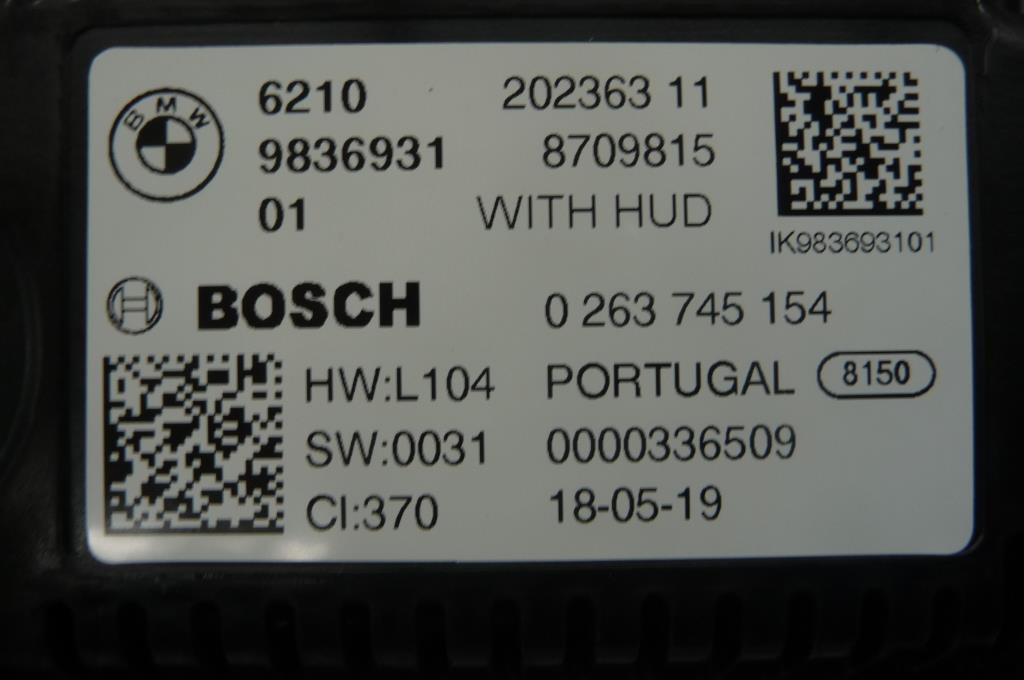 BMW
6210 202363 11
9836931 8709815
01 WITH HUD
IK983693101
BOSCH 0 263 745 154
HW:L104 PORTUGAL 8150
SW:0031 0000336509
CI:370 18-05-19